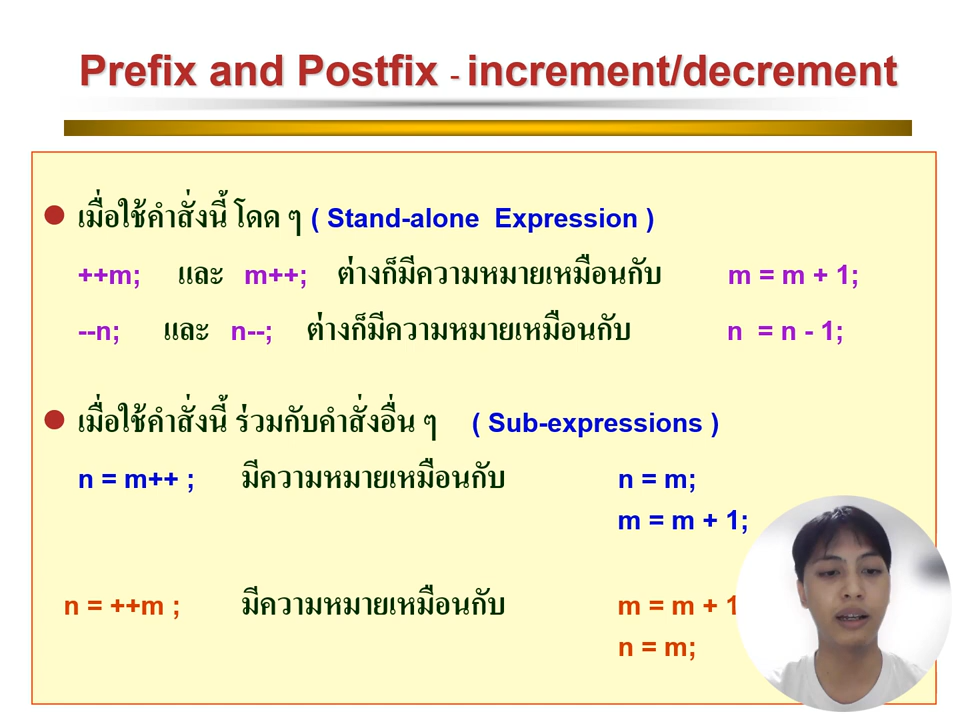 Prefix and Postfix - increment/decrement
● เมื่อใช้คำสั่งนี้ โดด ๆ ( Stand-alone Expression )
++m; และ m++; ต่างก็มีความหมายเหมือนกับ m = m + 1;
--n; และ n--; ต่างก็มีความหมายเหมือนกับ n = n - 1;
● เมื่อใช้คำสั่งนี้ ร่วมกับคำสั่งอื่น ๆ ( Sub-expressions )
n = m++ ; มีความหมายเหมือนกับ n = m;
m = m + 1;
n = ++m ; มีความหมายเหมือนกับ m = m + 1
n = m;